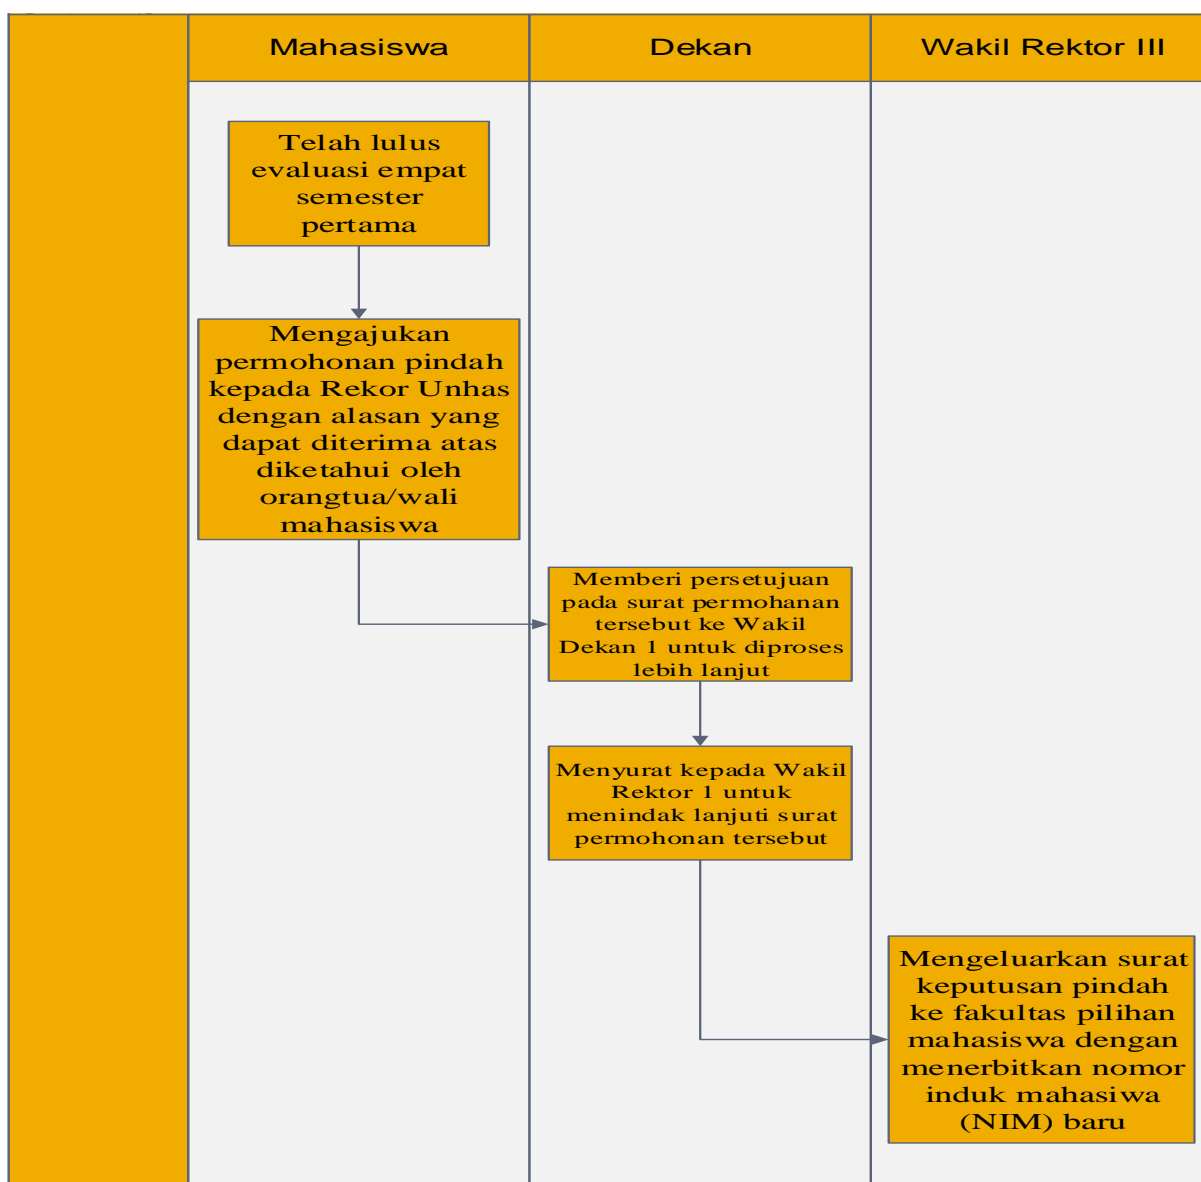 Mahasiswa
Dekan
Wakil Rektor III
Telah lulus
evaluasi empat
semester
pertama
Mengajukan
permohonan pindah
kepada Rekor Unhas
dengan alasan yang
dapat diterima atas
diketahui oleh
orangtua/wali
mahasiswa
Memberi persetujuan
pada surat permohanan
tersebut ke Wakil
Dekan 1 untuk diproses
lebih lanjut
Menyurat kepada Wakil
Rektor 1 untuk
menindak lanjuti surat
permohonan tersebut
Mengeluarkan surat
keputusan pindah
ke fakultas pilihan
mahasiswa dengan
menerbitkan nomor
induk mahasiwa
(NIM) baru